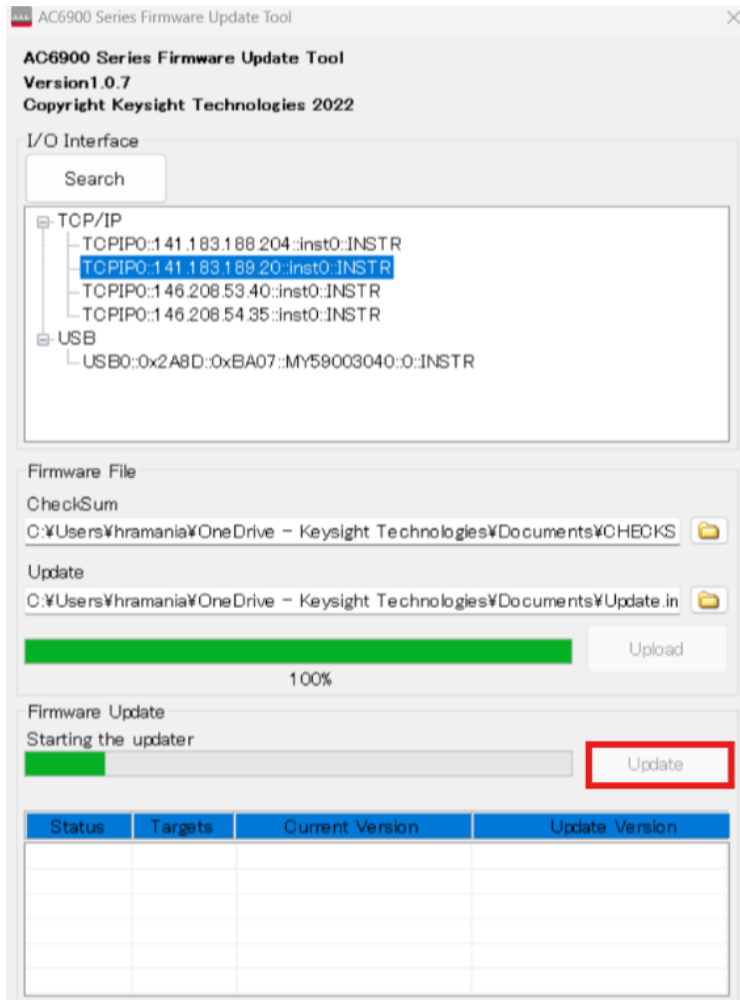 AC6900 Series Firmware Update Tool
AC6900 Series Firmware Update Tool
Version1.0.7
Copyright Keysight Technologies 2022
I/O Interface
Search
TCP/IP
TCPIP0::141.183.188.204::inst0::INSTR
TCPIP0::141.183.189.20::inst0::INSTR
TCPIP0::146.208.53.40::inst0::INSTR
TCPIP0::146.208.54.35::inst0::INSTR
USB
USB0::0x2A8D::0xBA07::MY59003040::0::INSTR
Firmware File
CheckSum
C:¥Users¥hramania¥OneDrive - Keysight Technologies¥Documents¥CHECKS
Update
C:¥Users¥hramania¥OneDrive - Keysight Technologies¥Documents¥Update.in
Upload
100%
Firmware Update
Starting the updater
Update
Status Targets Current Version Update Version